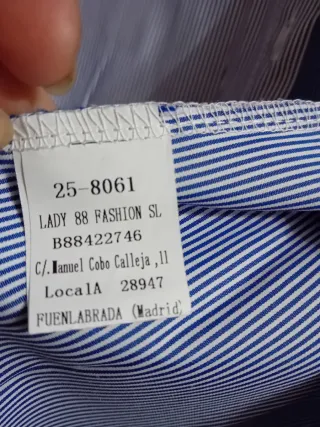 25-8061
LADY 88 FASHION SL
B88422746
C/.Manuel Cobo Calleja ,11
LocalA 28947
FUENLABRADA (Madrid)